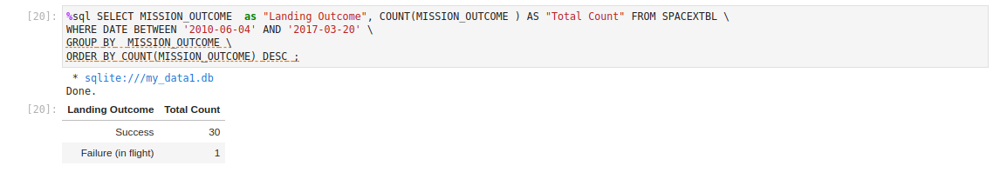 [20]: %sql SELECT MISSION_OUTCOME  as "Landing Outcome", COUNT(MISSION_OUTCOME ) AS "Total Count" FROM SPACEXTBL \
WHERE DATE BETWEEN '2010-06-04' AND '2017-03-20' \
GROUP BY  MISSION_OUTCOME \
ORDER BY COUNT(MISSION_OUTCOME) DESC ;
* sqlite:///my_data1.db
Done.
[20]: Landing Outcome Total Count
Success 30
Failure (in flight) 1